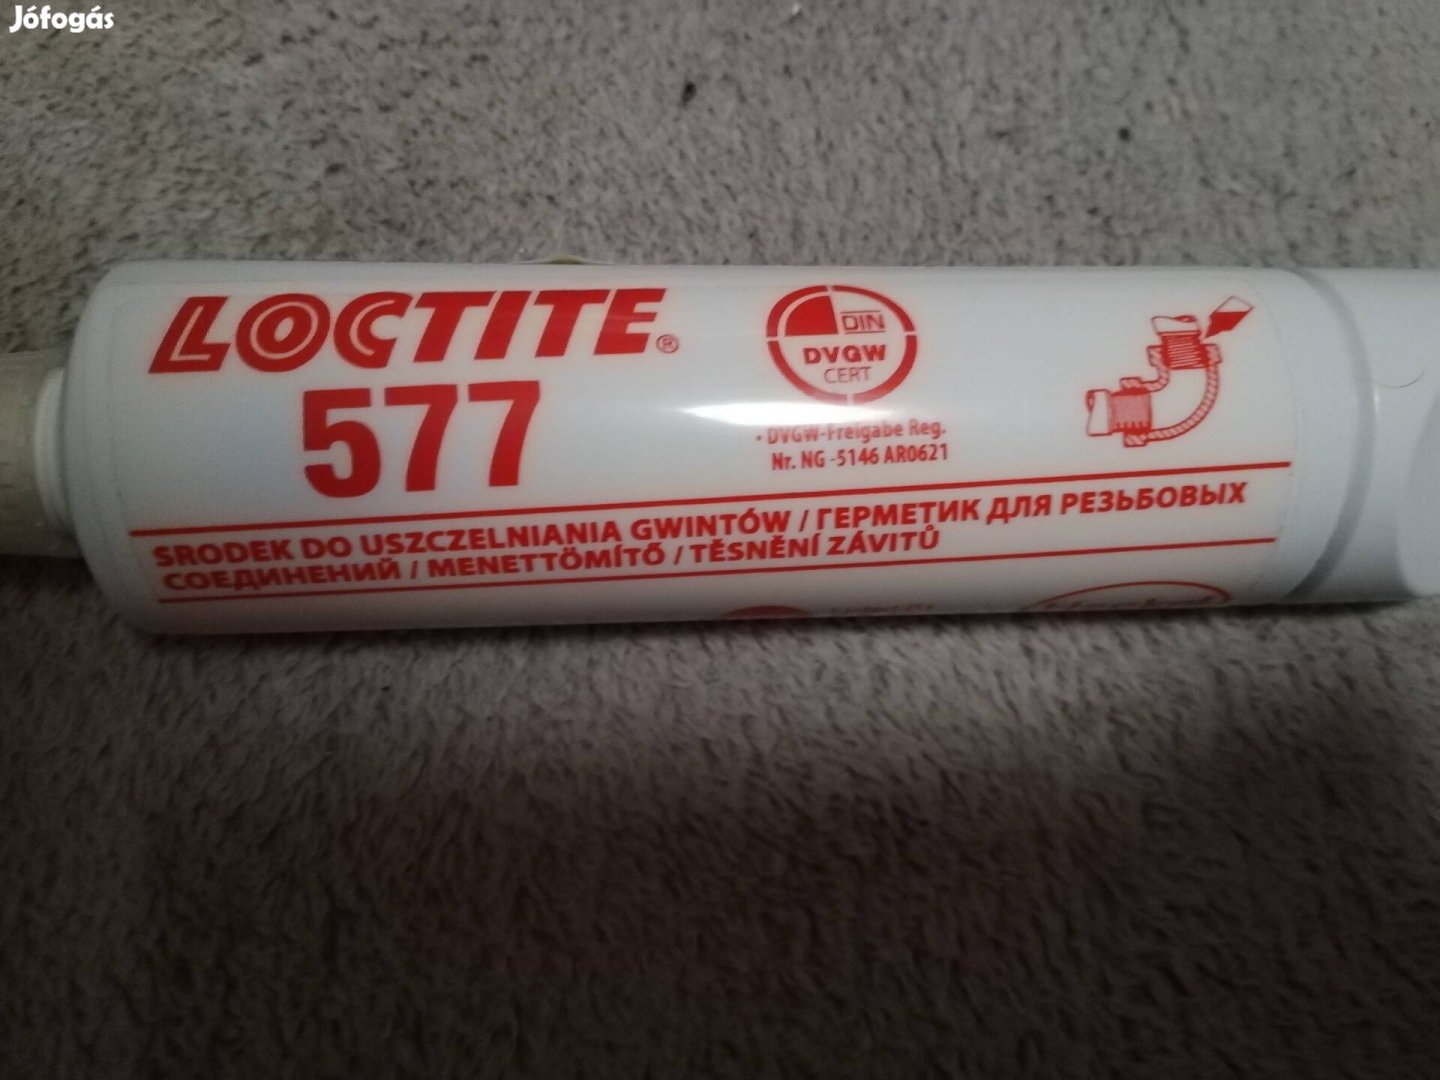 Jófogás
LOCTITE®
577
DIN
DVGW
CERT
• DVGW-Freigabe Reg.
Nr. NG -5146 AR0621
SRODEK DO USZCZELNIANIA GWINTÓW / ГЕРМЕТИК ДЛЯ РЕЗЬБОВЫХ
СОЕДИНЕНИЙ / MENETTÖMÍTŐ / TĚSNĚNÍ ZÁVITŮ